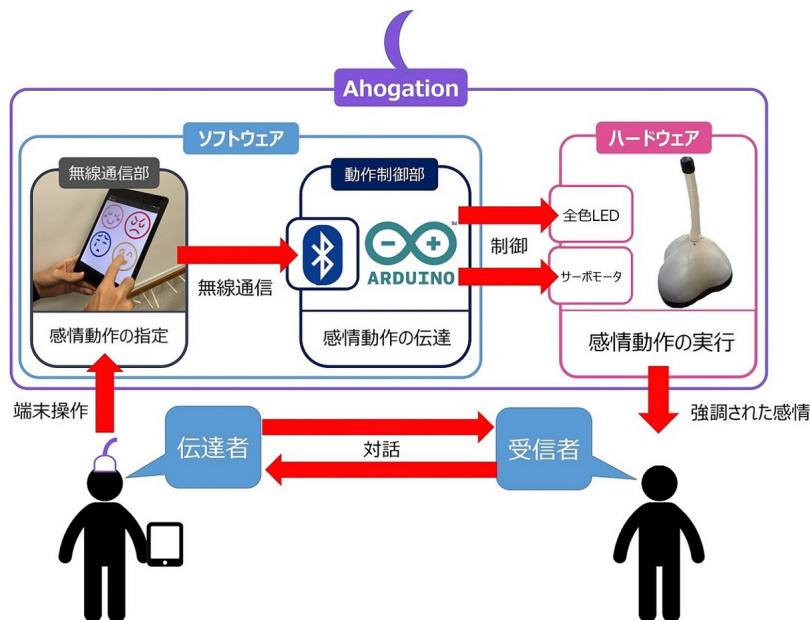 Ahogation
ソフトウェア
ハードウェア
無線通信部
動作制御部
全色LED
サーボモータ
ARDUINO
TM
無線通信
制御
感情動作の指定
感情動作の伝達
感情動作の実行
端末操作
強調された感情
伝達者
対話
受信者